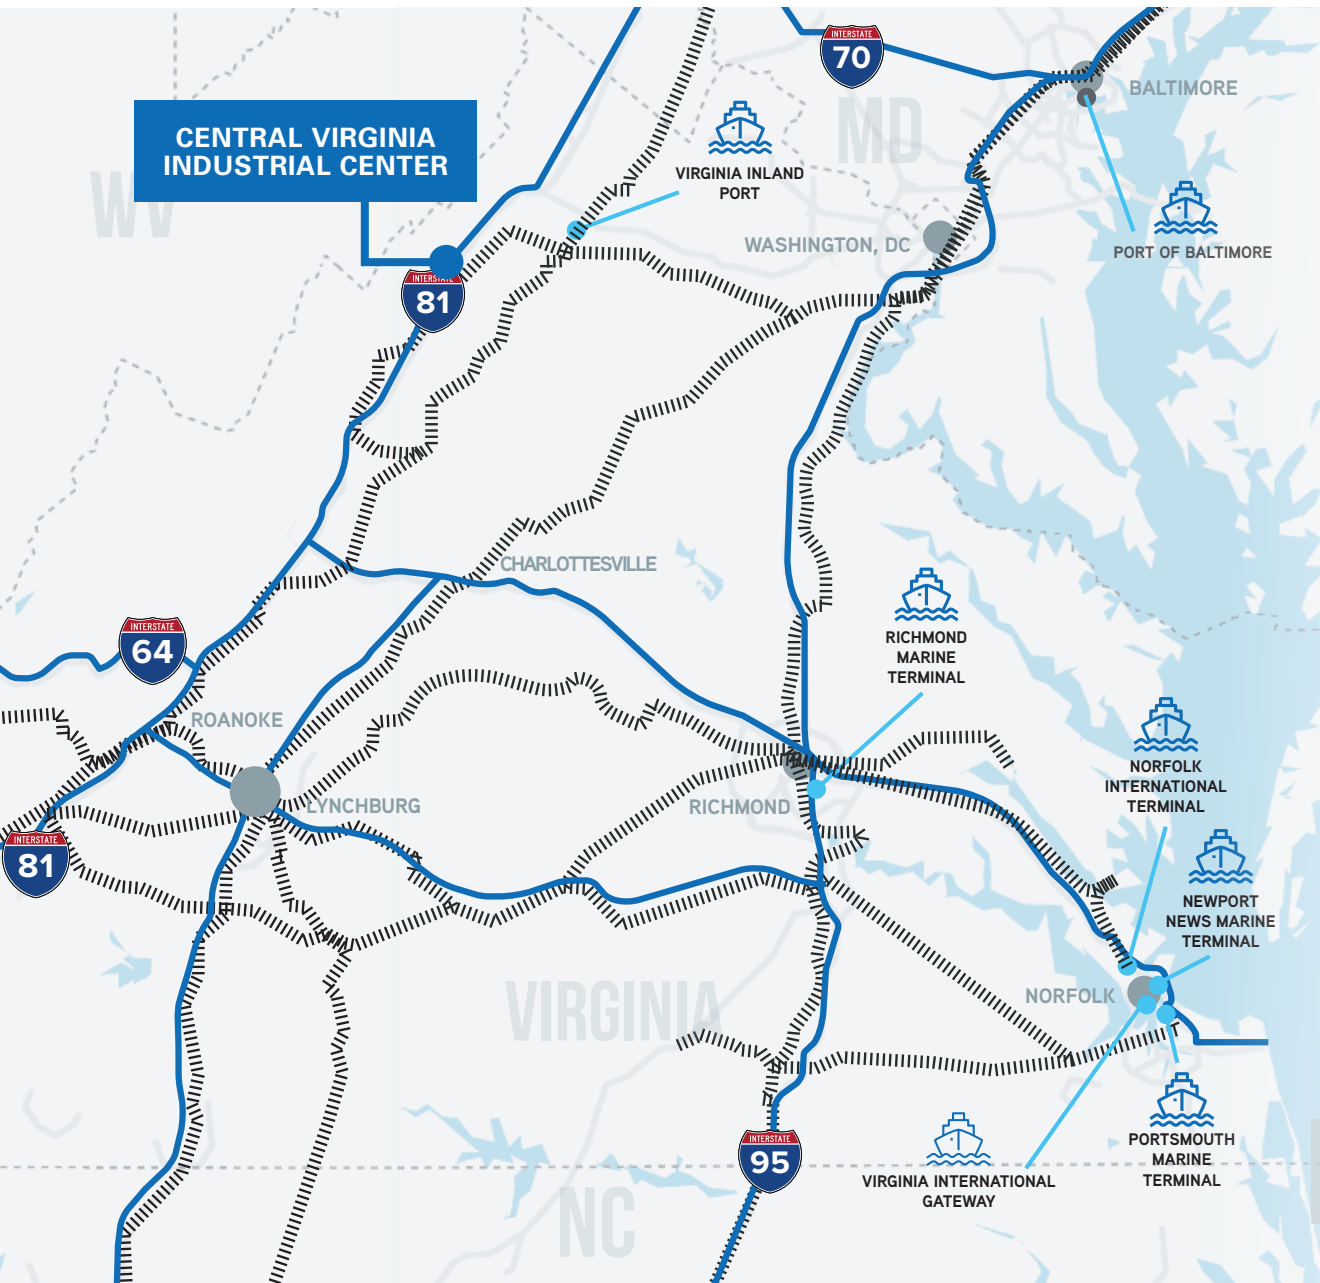 INTERSTATE
70
BALTIMORE
CENTRAL VIRGINIA
INDUSTRIAL CENTER
MD
WV
VIRGINIA INLAND
PORT
WASHINGTON, DC
PORT OF BALTIMORE
INTERSTATE
81
CHARLOTTESVILLE
RICHMOND
MARINE
TERMINAL
INTERSTATE
64
ROANOKE
NORFOLK
INTERNATIONAL
TERMINAL
LYNCHBURG
RICHMOND
INTERSTATE
81
NEWPORT
NEWS MARINE
TERMINAL
NORFOLK
VIRGINIA
PORTSMOUTH
MARINE
TERMINAL
INTERSTATE
95
VIRGINIA INTERNATIONAL
GATEWAY
NC